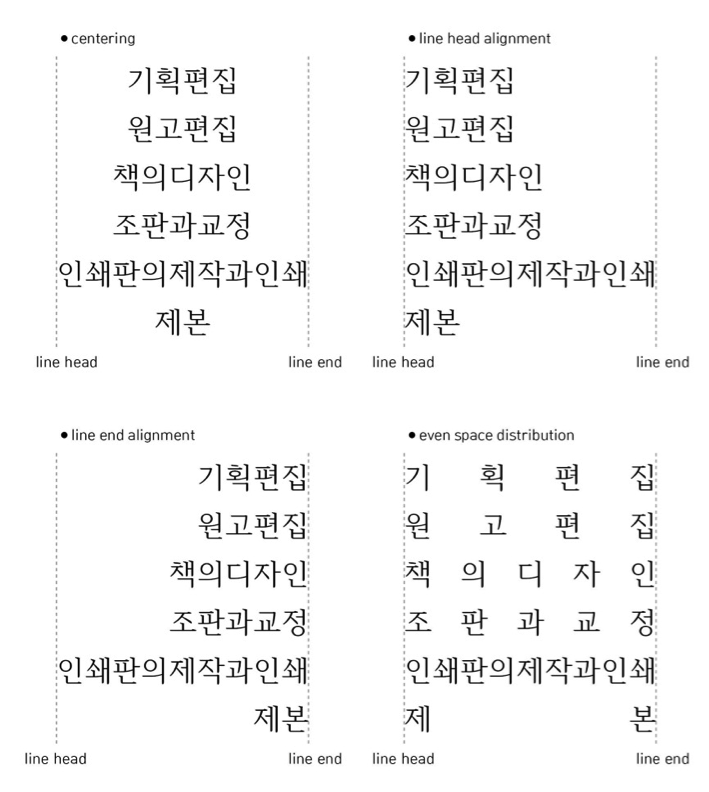 ● centering
기획편집
원고편집
책의디자인
조판과교정
인쇄판의제작과인쇄
제본
line head line end
● line head alignment
기획편집
원고편집
책의디자인
조판과교정
인쇄판의제작과인쇄
제본
line head line end
● line end alignment
기획편집
원고편집
책의디자인
조판과교정
인쇄판의제작과인쇄
제본
line head line end
● even space distribution
기 획 편 집
원 고 편 집
책 의 디 자 인
조 판 과 교 정
인쇄판의제작과인쇄
제 본
line head line end